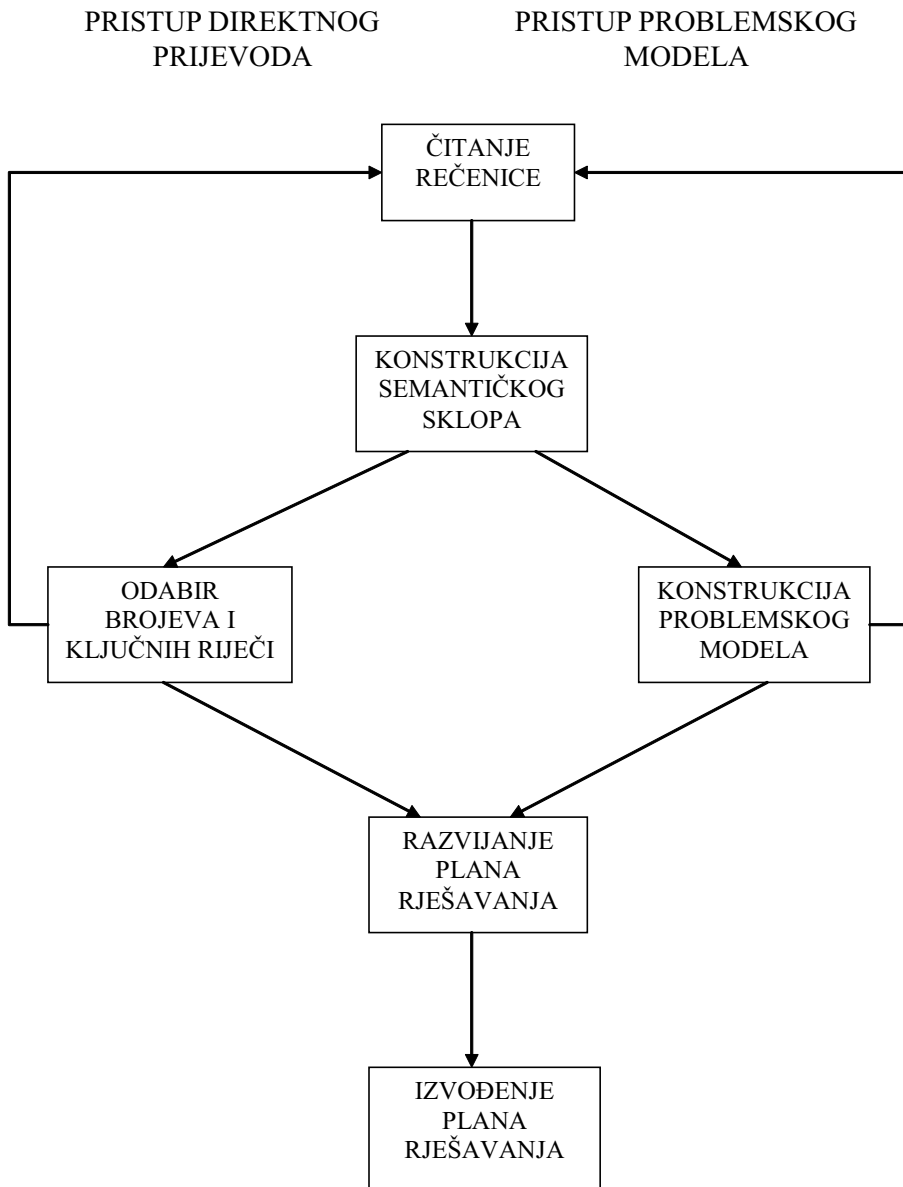 PRISTUP DIREKTNOG
PRIJEVODA
PRISTUP PROBLEMSKOG
MODELA
ČITANJE
REČENICE
KONSTRUKCIJA
SEMANTIČKOG
SKLOPA
ODABIR
BROJEVA I
KLJUČNIH RIJEČI
KONSTRUKCIJA
PROBLEMSKOG
MODELA
RAZVIJANJE
PLANA
RJEŠAVANJA
IZVOĐENJE
PLANA
RJEŠAVANJA